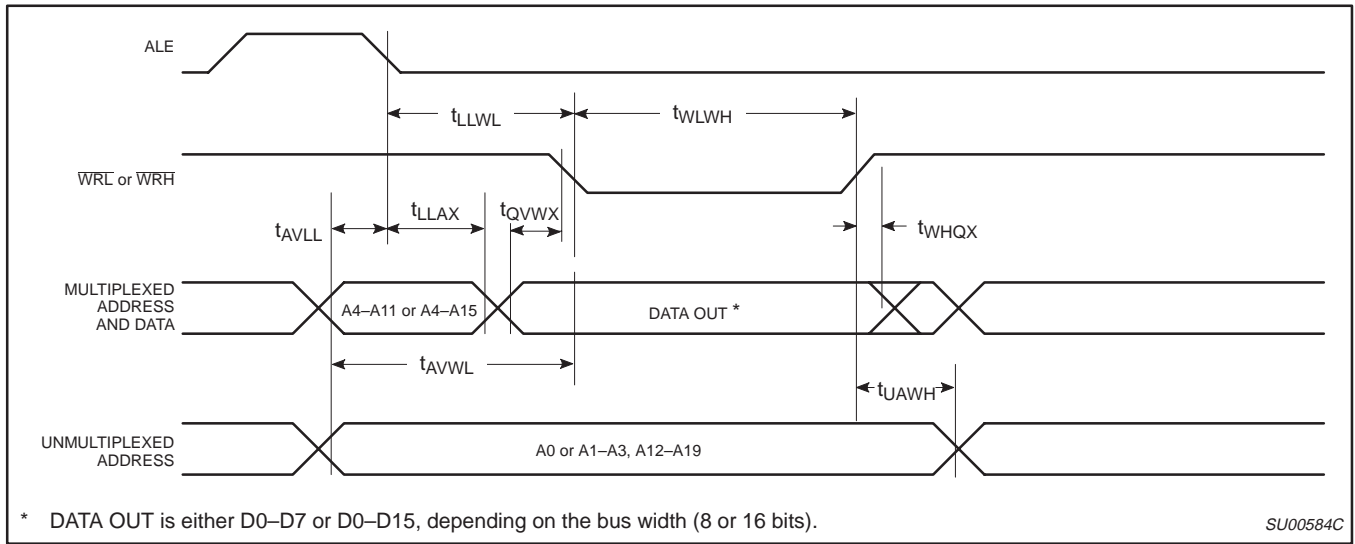 ALE
tLLWL
tWLWH
W̅R̅L̅ or W̅R̅H̅
tAVLL
tLLAX
tQVWX
tWHQX
MULTIPLEXED
ADDRESS
AND DATA
A4–A11 or A4–A15
DATA OUT *
tAVWL
tUAWH
UNMULTIPLEXED
ADDRESS
A0 or A1–A3, A12–A19
* DATA OUT is either D0–D7 or D0–D15, depending on the bus width (8 or 16 bits).
SU00584C